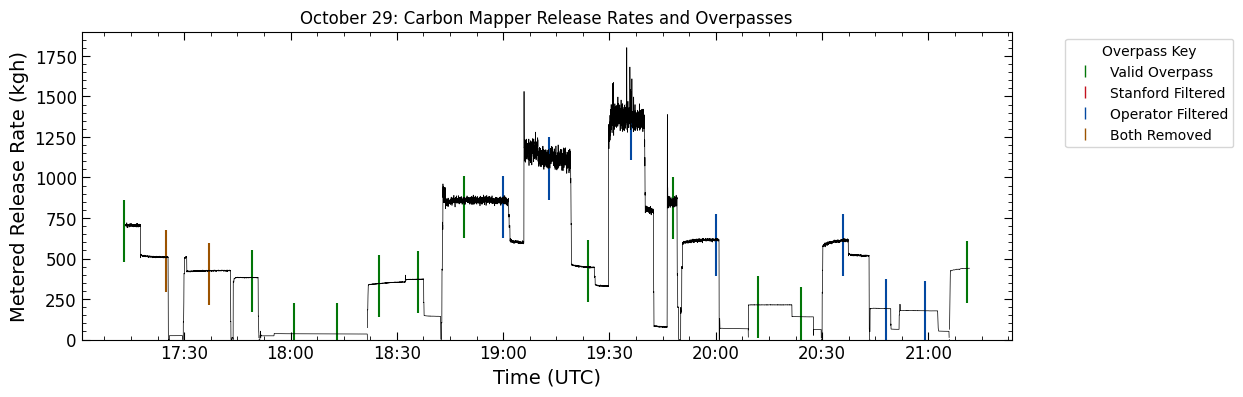 October 29: Carbon Mapper Release Rates and Overpasses
Metered Release Rate (kgh)
1750
1500
1250
1000
750
500
250
0
17:30
18:00
18:30
19:00
19:30
20:00
20:30
21:00
Time (UTC)
Overpass Key
Valid Overpass
Stanford Filtered
Operator Filtered
Both Removed